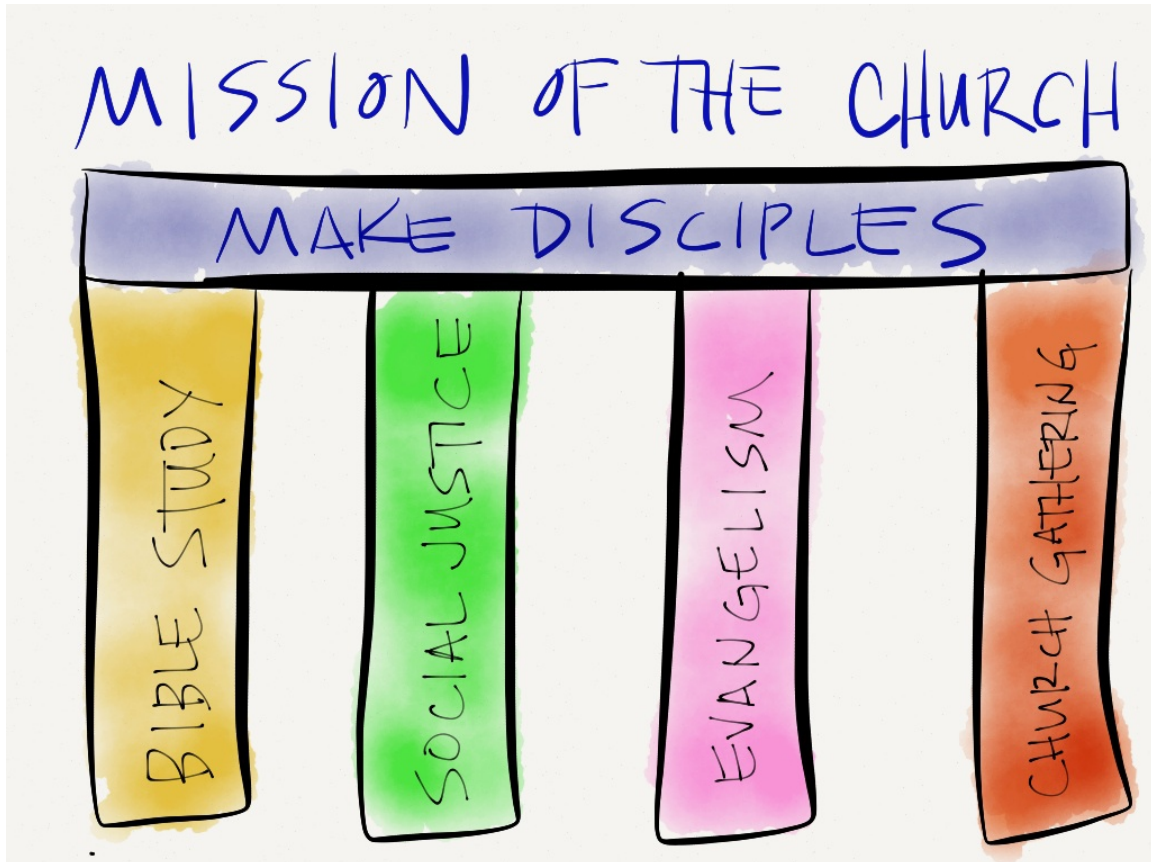 MISSION OF THE CHURCH
MAKE DISCIPLES
BIBLE STUDY
SOCIAL JUSTICE
EVANGELISM
CHURCH GATHERING